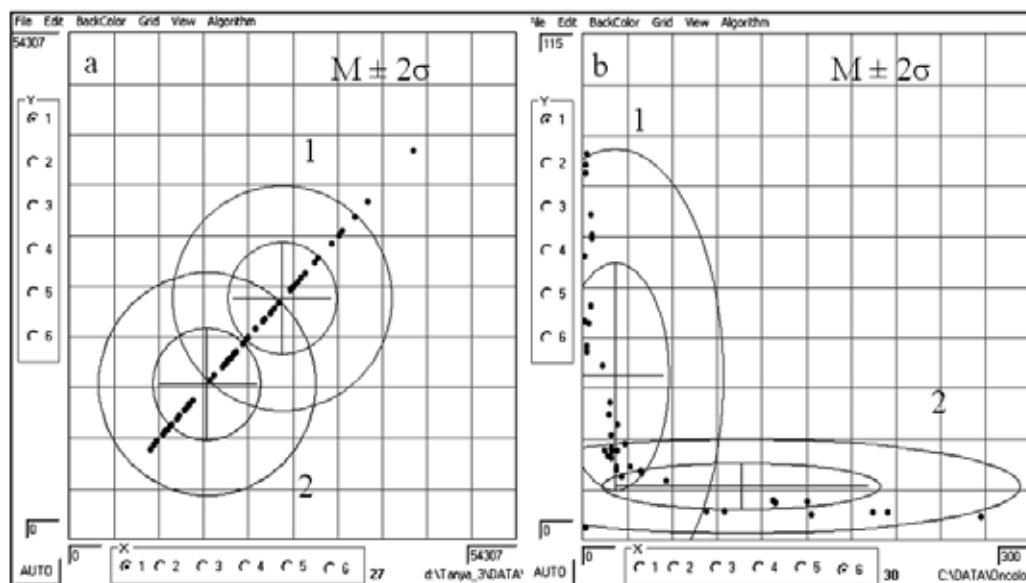 File Edit BackColor Grid View Algorithm
54307
a
M ± 2σ
Y
1
2
3
4
5
6
1
2
0
0
54307
X
1 2 3 4 5 6
27
AUTO
d:\Tanya_3\DATA\
Edit BackColor Grid View Algorithm
115
b
M ± 2σ
Y
1
2
3
4
5
6
1
2
0
0
300
X
1 2 3 4 5 6
30
AUTO
C:\DATA\Oncolo